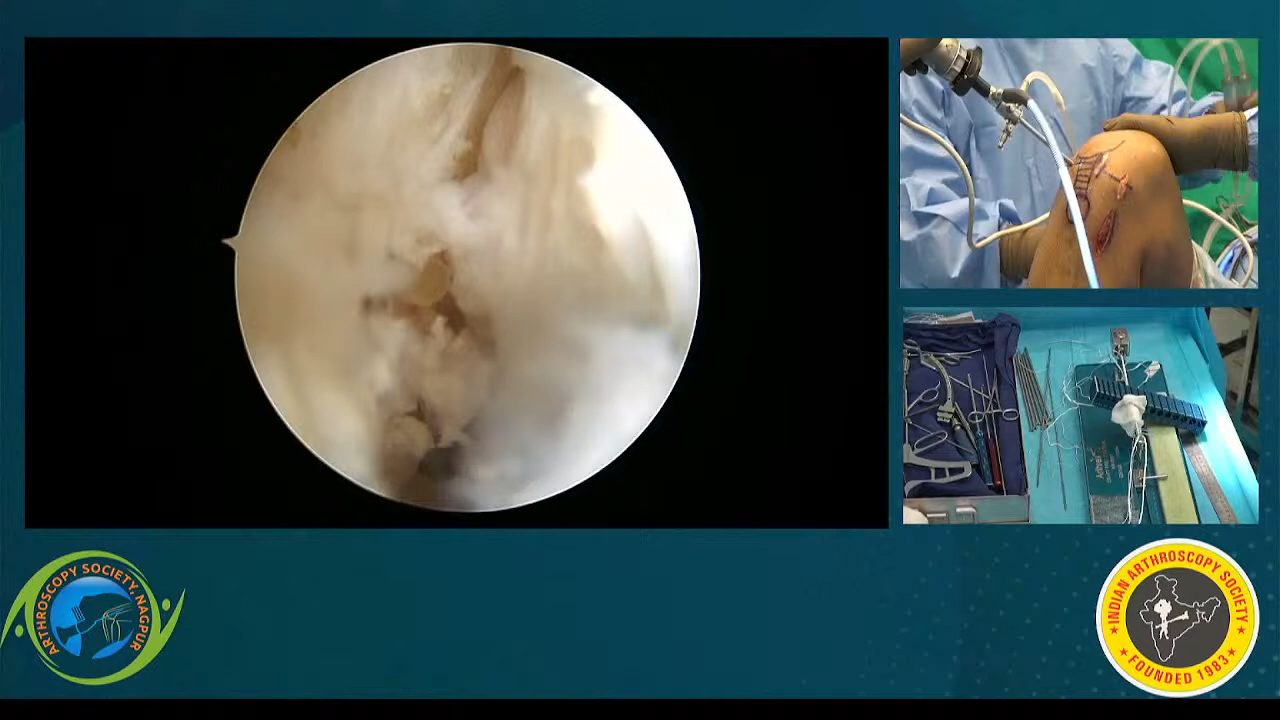 ARTHROSCOPY SOCIETY, NAGPUR
INDIAN ARTHROSCOPY SOCIETY
FOUNDED 1983